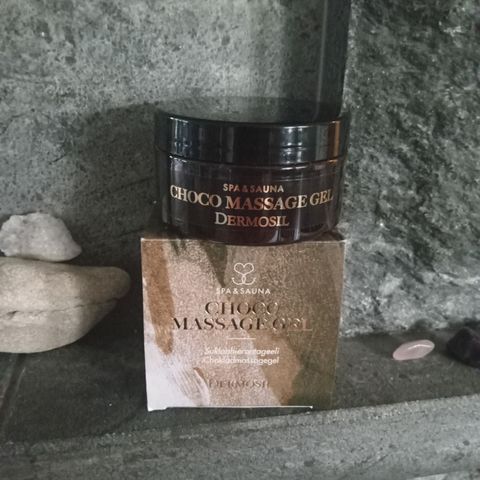 SPA & SAUNA
CHOCO MASSAGE GEL
DERMOSIL
SPA & SAUNA
CHOCO
MASSAGE GEL
Suklaahierontageeli
Chokladmassagegel
DERMOSIL